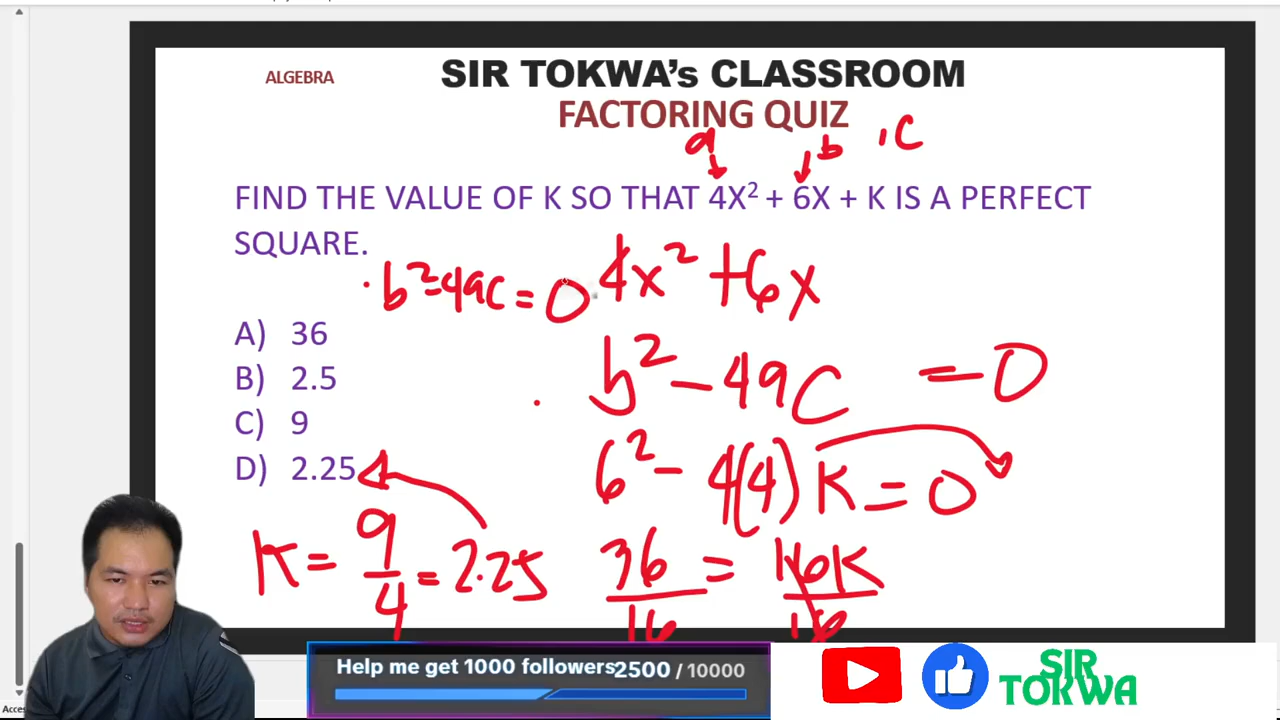 ALGEBRA
SIR TOKWA's CLASSROOM
FACTORING QUIZ
a
b
, C
FIND THE VALUE OF K SO THAT 4X² + 6X + K IS A PERFECT
SQUARE.
· b²-4ac = 0
4x² + 6x
A) 36
B) 2.5
C) 9
D) 2.25
b² - 4ac = 0
6² - 4(4)K = 0
36/16 = 16K/16
K = 9/4 = 2.25
Help me get 1000 followers 2500 / 10000
SIR
TOKWA
Acces